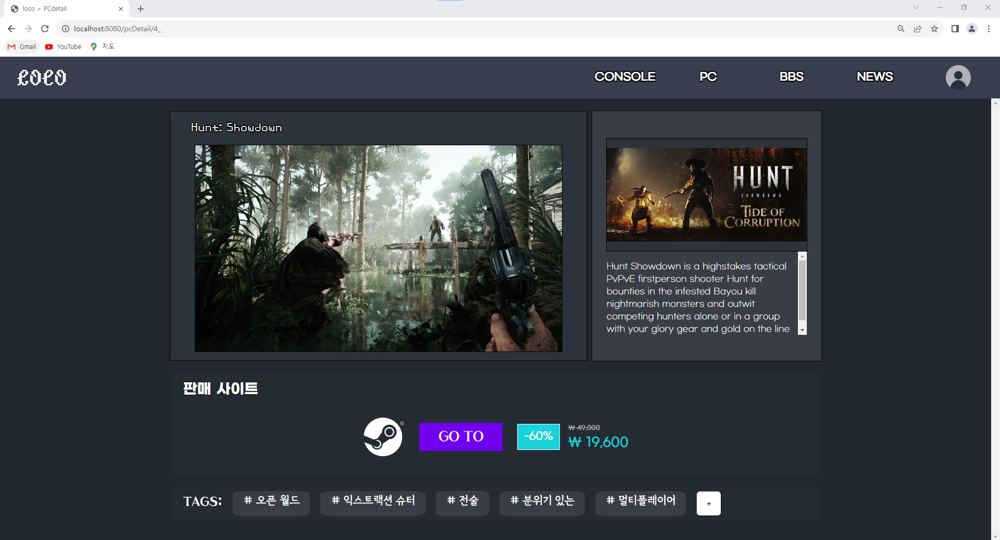 loco > PCdetail
localhost:8080/pcDetail/4_
Gmail YouTube 지도
LOCO CONSOLE PC BBS NEWS
Hunt: Showdown
HUNT
SHOWDOWN
TIDE OF
CORRUPTION
Hunt Showdown is a highstakes tactical
PvPvE firstperson shooter Hunt for
bounties in the infested Bayou kill
nightmarish monsters and outwit
competing hunters alone or in a group
with your glory gear and gold on the line
판매 사이트
GO TO -60% ₩ 49,000
₩ 19,600
TAGS: # 오픈 월드 # 익스트랙션 슈터 # 전술 # 분위기 있는 # 멀티플레이어 +